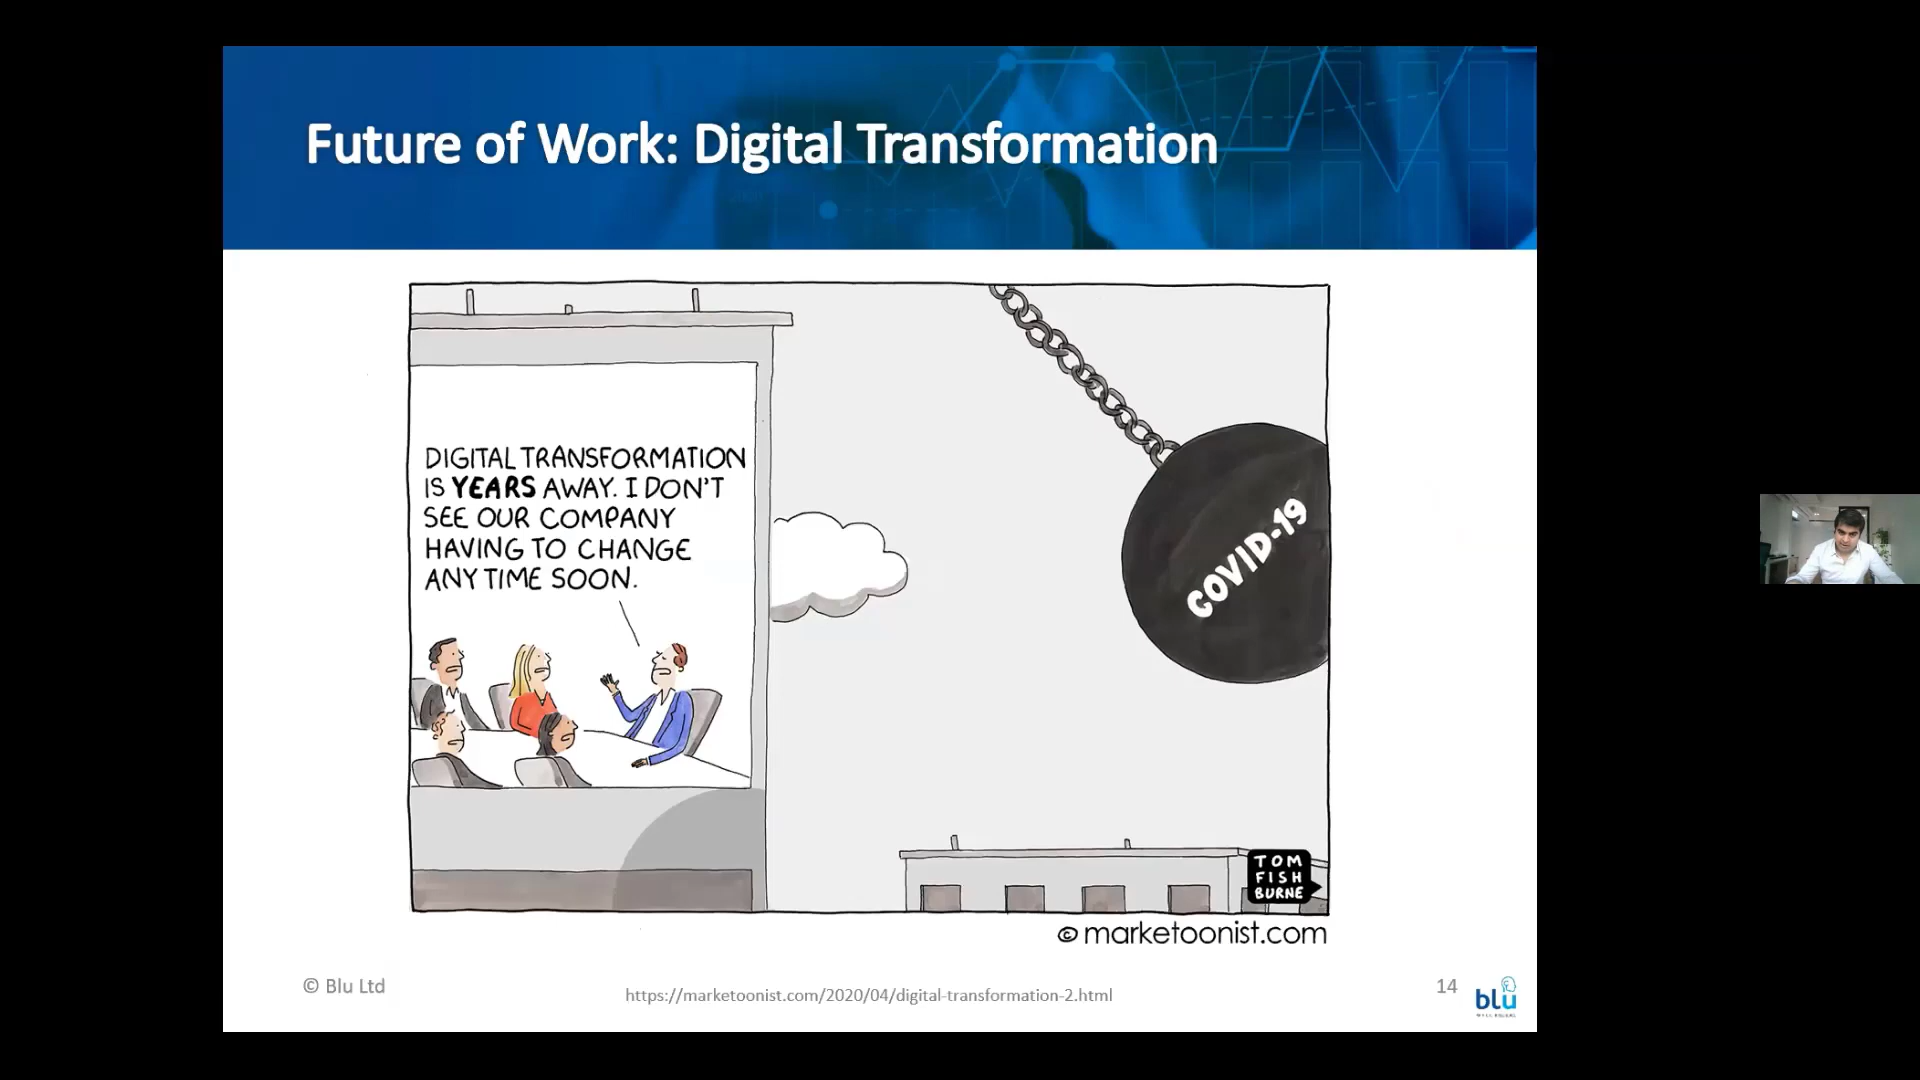 Future of Work: Digital Transformation
DIGITAL TRANSFORMATION
IS YEARS AWAY. I DON'T
SEE OUR COMPANY
HAVING TO CHANGE
ANY TIME SOON.
COVID-19
TOM
FISH
BURNE
© marketoonist.com
© Blu Ltd
https://marketoonist.com/2020/04/digital-transformation-2.html
14
blu